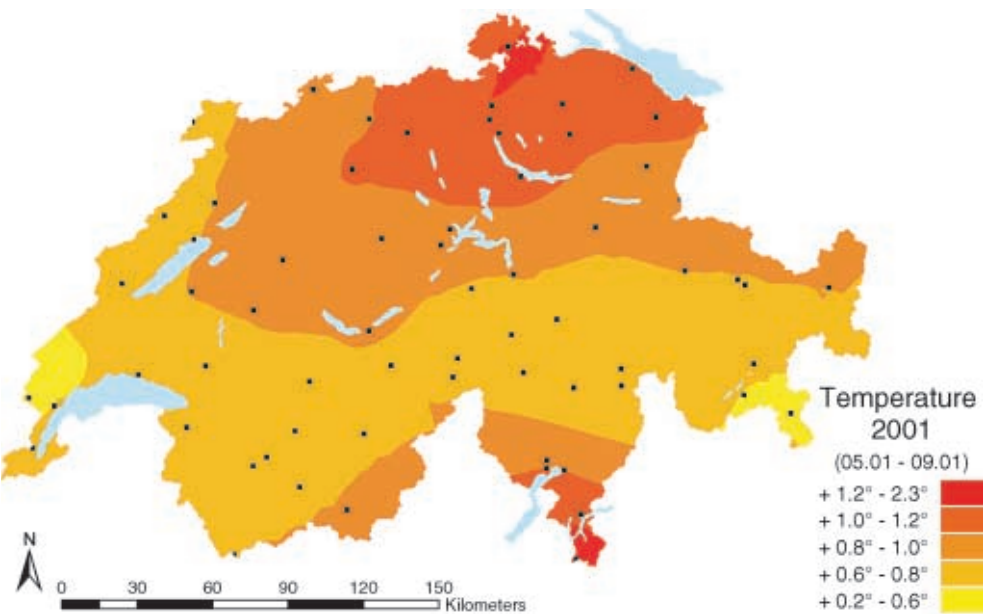 Temperature
2001
(05.01 - 09.01)
+ 1.2° - 2.3°
+ 1.0° - 1.2°
+ 0.8° - 1.0°
+ 0.6° - 0.8°
+ 0.2° - 0.6°
N
0 30 60 90 120 150
Kilometers